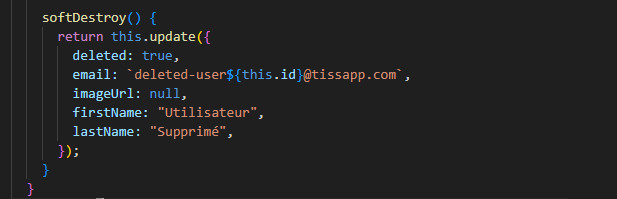 softDestroy() {
return this.update({
deleted: true,
email: `deleted-user${this.id}@tissapp.com`,
imageUrl: null,
firstName: "Utilisateur",
lastName: "Supprimé",
});
}
}